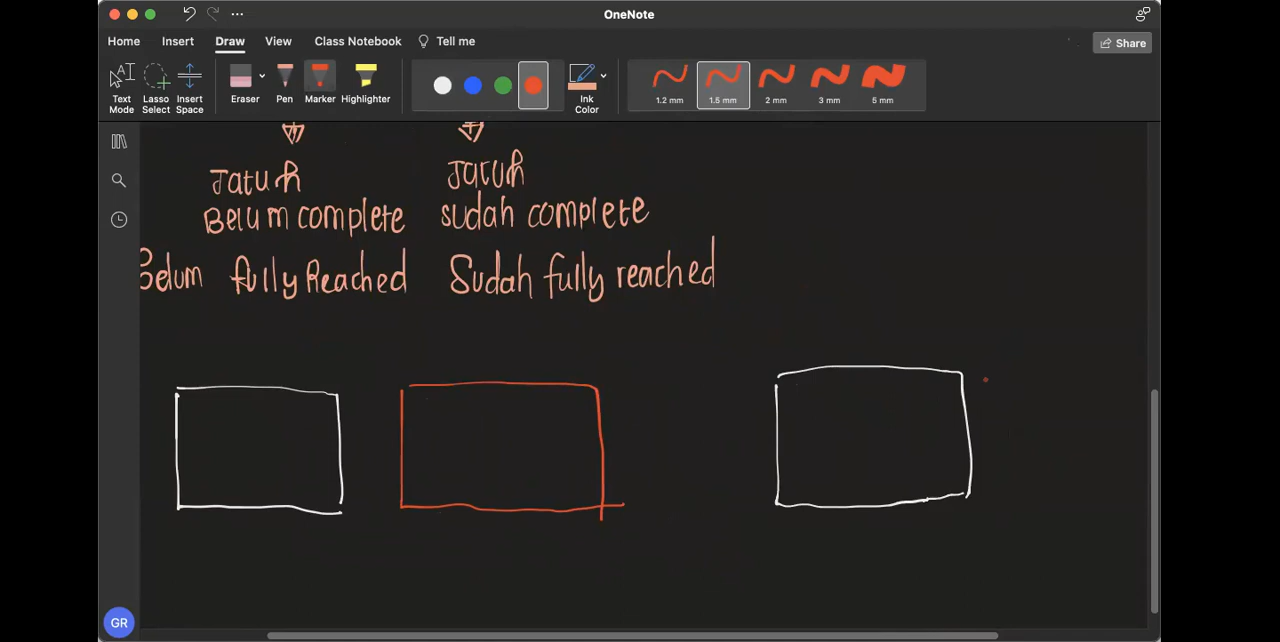 OneNote
Home Insert Draw View Class Notebook Tell me
Share
Text Mode
Lasso Select
Insert Space
Eraser
Pen
Marker
Highlighter
Ink Color
1.2 mm
1.5 mm
2 mm
3 mm
5 mm
Jatuh Jatuh
Belum complete sudah complete
Belum fully Reached Sudah fully reached
GR